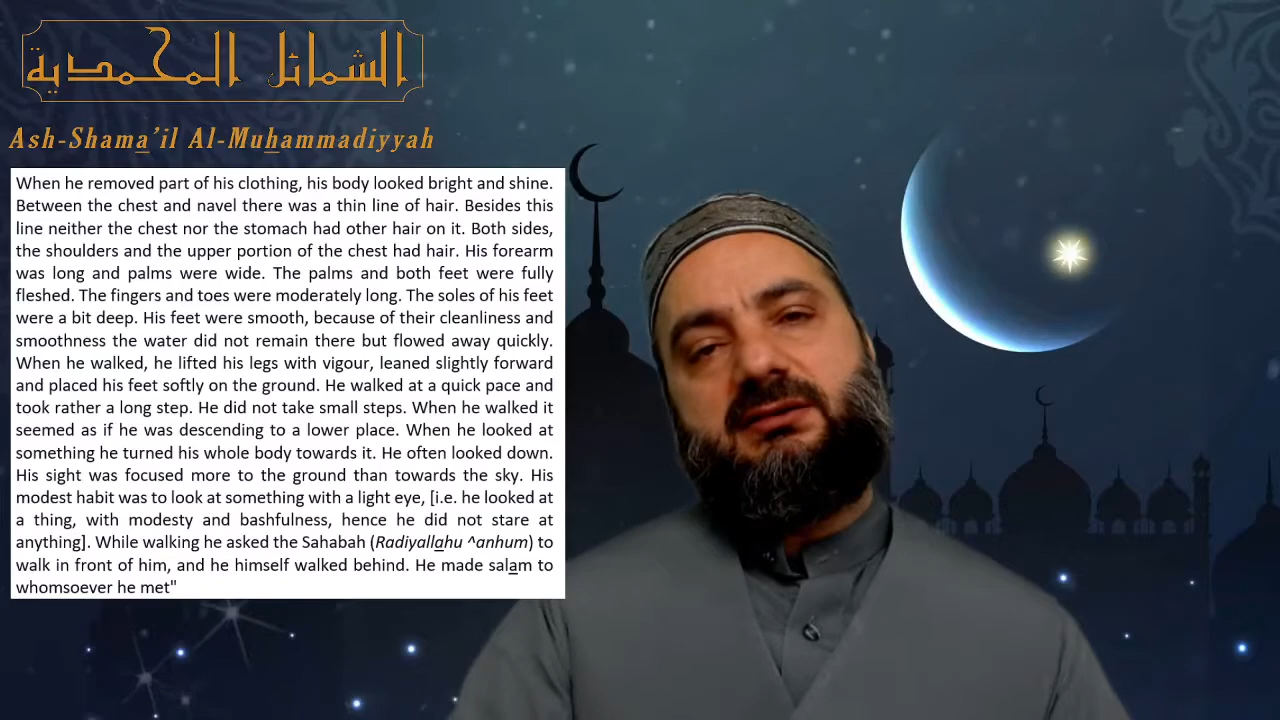 الشمائل المحمدية
Ash-Shama'il Al-Muhammadiyyah
When he removed part of his clothing, his body looked bright and shine.
Between the chest and navel there was a thin line of hair. Besides this
line neither the chest nor the stomach had other hair on it. Both sides,
the shoulders and the upper portion of the chest had hair. His forearm
was long and palms were wide. The palms and both feet were fully
fleshed. The fingers and toes were moderately long. The soles of his feet
were a bit deep. His feet were smooth, because of their cleanliness and
smoothness the water did not remain there but flowed away quickly.
When he walked, he lifted his legs with vigour, leaned slightly forward
and placed his feet softly on the ground. He walked at a quick pace and
took rather a long step. He did not take small steps. When he walked it
seemed as if he was descending to a lower place. When he looked at
something he turned his whole body towards it. He often looked down.
His sight was focused more to the ground than towards the sky. His
modest habit was to look at something with a light eye, [i.e. he looked at
a thing, with modesty and bashfulness, hence he did not stare at
anything]. While walking he asked the Sahabah (Radiyallahu ^anhum) to
walk in front of him, and he himself walked behind. He made salam to
whomsoever he met"